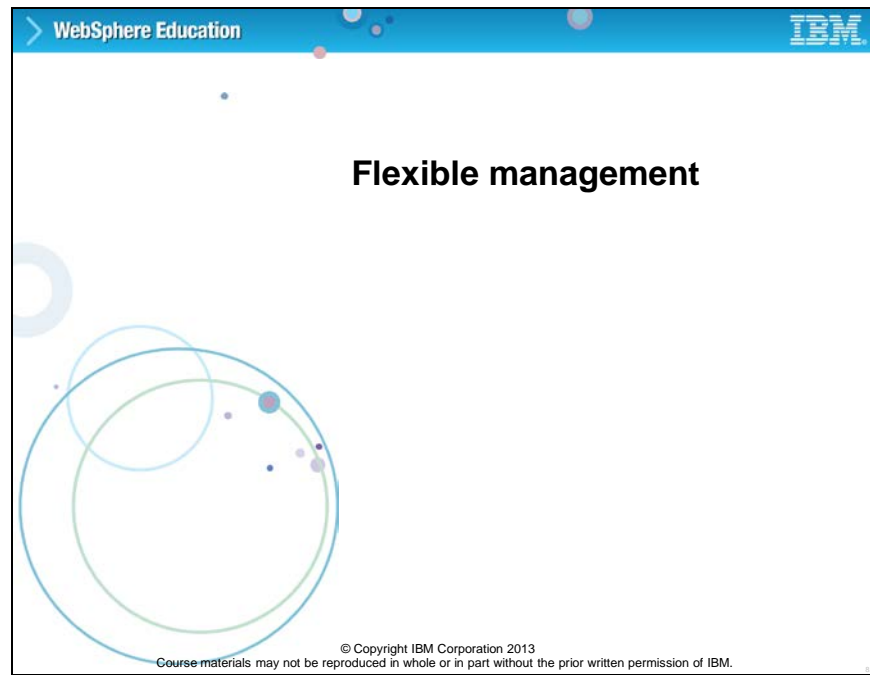 WebSphere Education
IBM
Flexible management
© Copyright IBM Corporation 2013
Course materials may not be reproduced in whole or in part without the prior written permission of IBM.